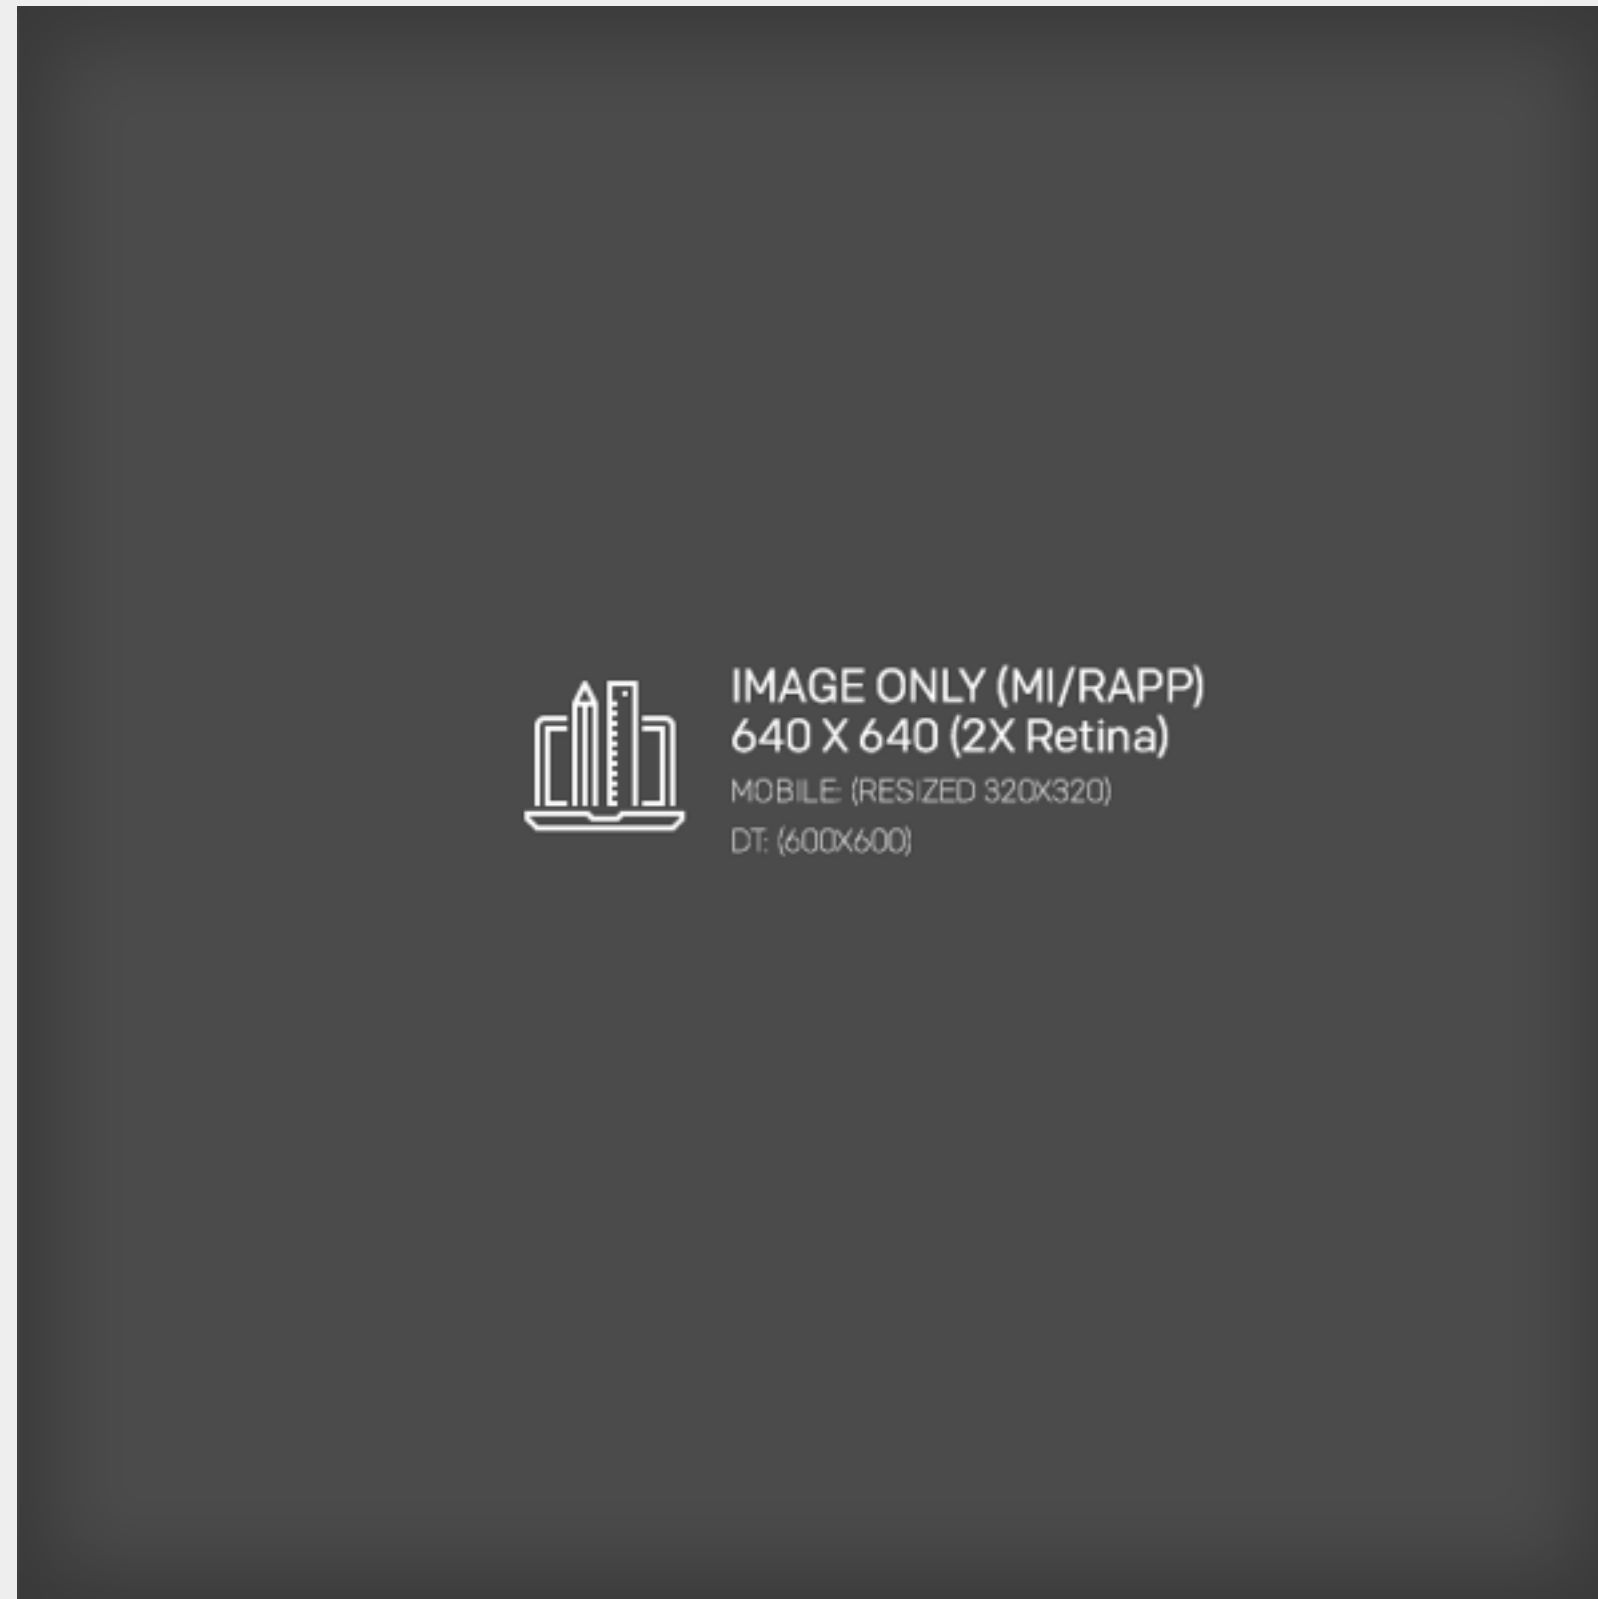 IMAGE ONLY (MI/RAPP)
640 X 640 (2X Retina)
MOBILE: (RESIZED 320X320)
DT: (600X600)